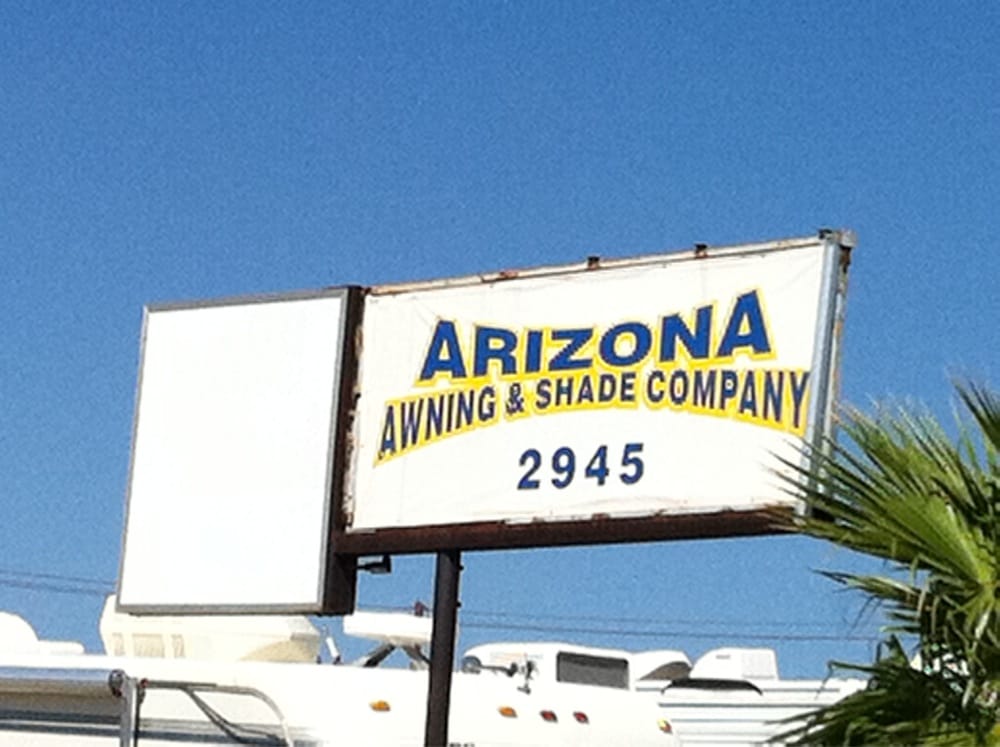 ARIZONA
AWNING & SHADE COMPANY
2945